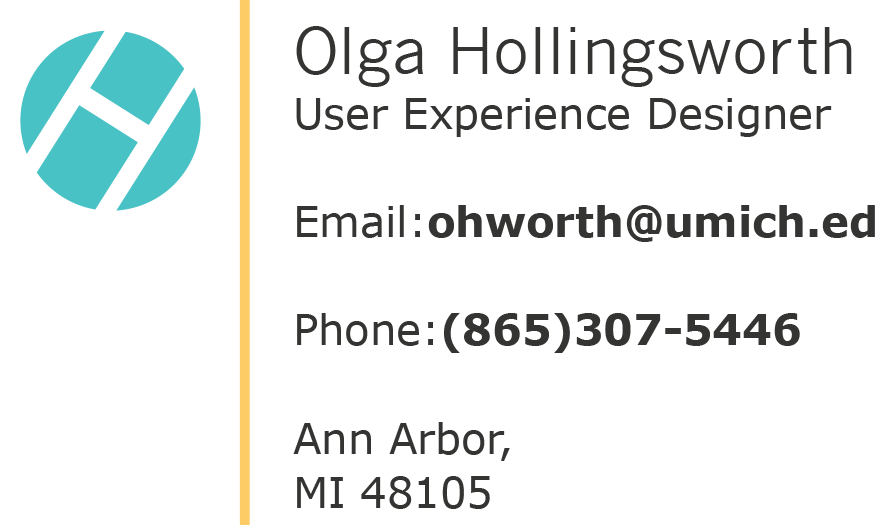 Olga Hollingsworth
User Experience Designer
Email:ohworth@umich.ed
Phone:(865)307-5446
Ann Arbor,
MI 48105